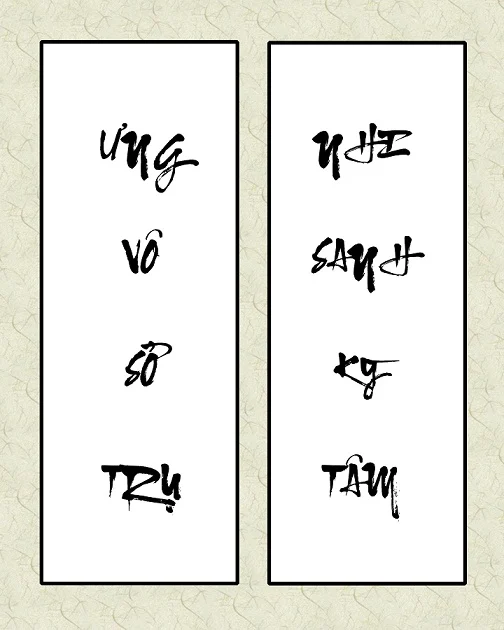 ƯNG
VÔ
SỞ
TRỤ
NHI
SANH
KỲ
TÂM